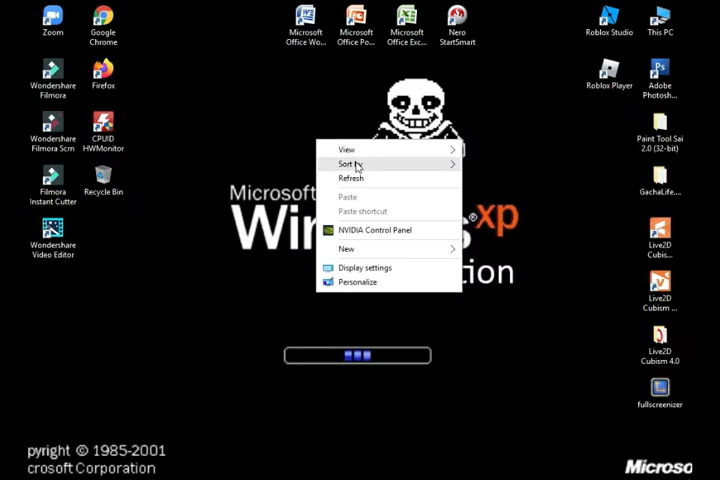 Zoom
Google
Chrome
Microsoft
Office Wo...
Microsoft
Office Po...
Microsoft
Office Exc...
Nero
StartSmart
Roblox Studio
This PC
Wondershare
Filmora
Firefox
Roblox Player
Adobe
Photosh...
Wondershare
Filmora Scrn
CPUID
HWMonitor
Paint Tool Sai
2.0 (32-bit)
Filmora
Instant Cutter
Recycle Bin
GachaLife....
Wondershare
Video Editor
Live2D
Cubism...
Live2D
Cubism ...
Live2D
Cubism 4.0
fullscreenizer
View
Sort by
Refresh
Paste
Paste shortcut
NVIDIA Control Panel
New
Display settings
Personalize
Microsoft
Win s® xp
tion
pyright © 1985-2001
crosoft Corporation
Microso